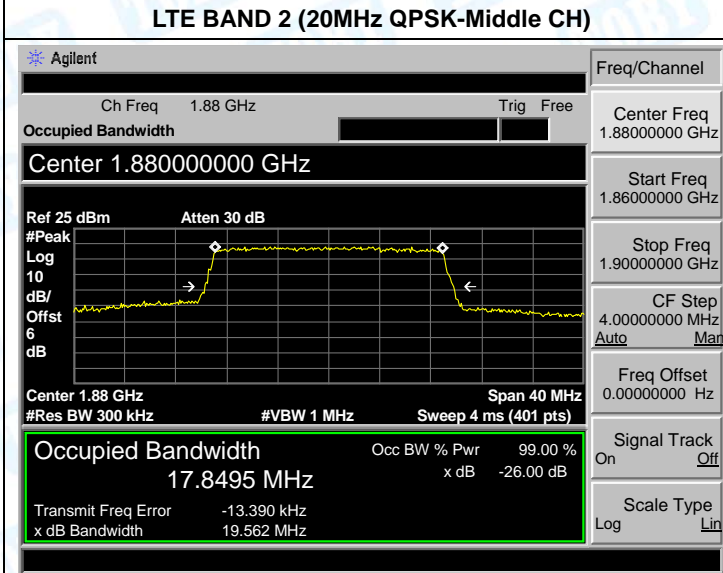 LTE BAND 2 (20MHz QPSK-Middle CH)
Agilent
Ch Freq 1.88 GHz Trig Free
Occupied Bandwidth
Center 1.880000000 GHz
Ref 25 dBm Atten 30 dB
#Peak
Log
10
dB/
Offst
6
dB
Center 1.88 GHz Span 40 MHz
#Res BW 300 kHz #VBW 1 MHz Sweep 4 ms (401 pts)
Occupied Bandwidth Occ BW % Pwr 99.00 %
17.8495 MHz x dB -26.00 dB
Transmit Freq Error -13.390 kHz
x dB Bandwidth 19.562 MHz
Freq/Channel
Center Freq
1.88000000 GHz
Start Freq
1.86000000 GHz
Stop Freq
1.90000000 GHz
CF Step
4.00000000 MHz
Auto Man
Freq Offset
0.00000000 Hz
Signal Track
On Off
Scale Type
Log Lin